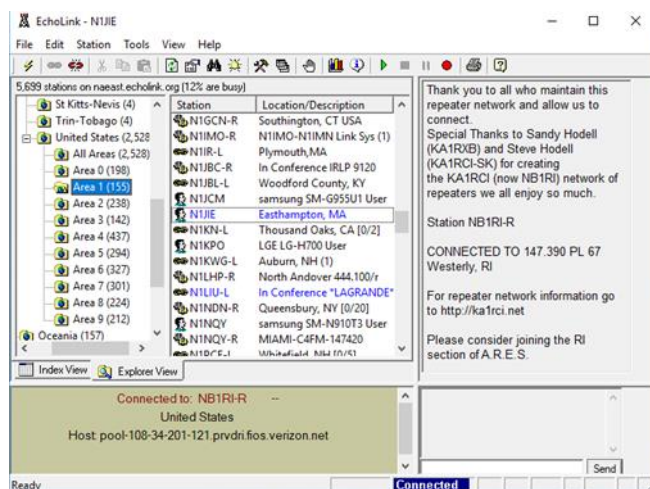 EchoLink - N1JIE
File Edit Station Tools View Help
5,699 stations on naeast.echolink.org (12% are busy)
St Kitts-Nevis (4)
Trin-Tobago (4)
United States (2,528
All Areas (2,528)
Area 0 (198)
Area 1 (155)
Area 2 (238)
Area 3 (142)
Area 4 (437)
Area 5 (294)
Area 6 (327)
Area 7 (301)
Area 8 (224)
Area 9 (212)
Oceania (157)
Station Location/Description
N1GCN-R Southington, CT USA
N1IMO-R N1IMO-N1IMN Link Sys (1)
N1IR-L Plymouth,MA
N1JBC-R In Conference IRLP 9120
N1JBL-L Woodford County, KY
N1JCM samsung SM-G955U1 User
N1JIE Easthampton, MA
N1KN-L Thousand Oaks, CA [0/2]
N1KPO LGE LG-H700 User
N1KWG-L Auburn, NH (1)
N1LHP-R North Andover 444.100/r
N1LIU-L In Conference *LAGRANDE*
N1NDN-R Queensbury, NY [0/20]
N1NQY samsung SM-N910T3 User
N1NQY-R MIAMI-C4FM-147420
N1PCE-L Whitefield, NH [0/5]
Index View Explorer View
Thank you to all who maintain this
repeater network and allow us to
connect.
Special Thanks to Sandy Hodell
(KA1RXB) and Steve Hodell
(KA1RCI-SK) for creating
the KA1RCI (now NB1RI) network of
repeaters we all enjoy so much.
Station NB1RI-R
CONNECTED TO 147.390 PL 67
Westerly, RI
For repeater network information go
to http://ka1rci.net
Please consider joining the RI
section of A.R.E.S.
Connected to: NB1RI-R --
United States
Host: pool-108-34-201-121.prvdri.fios.verizon.net
Send
Ready
Connected